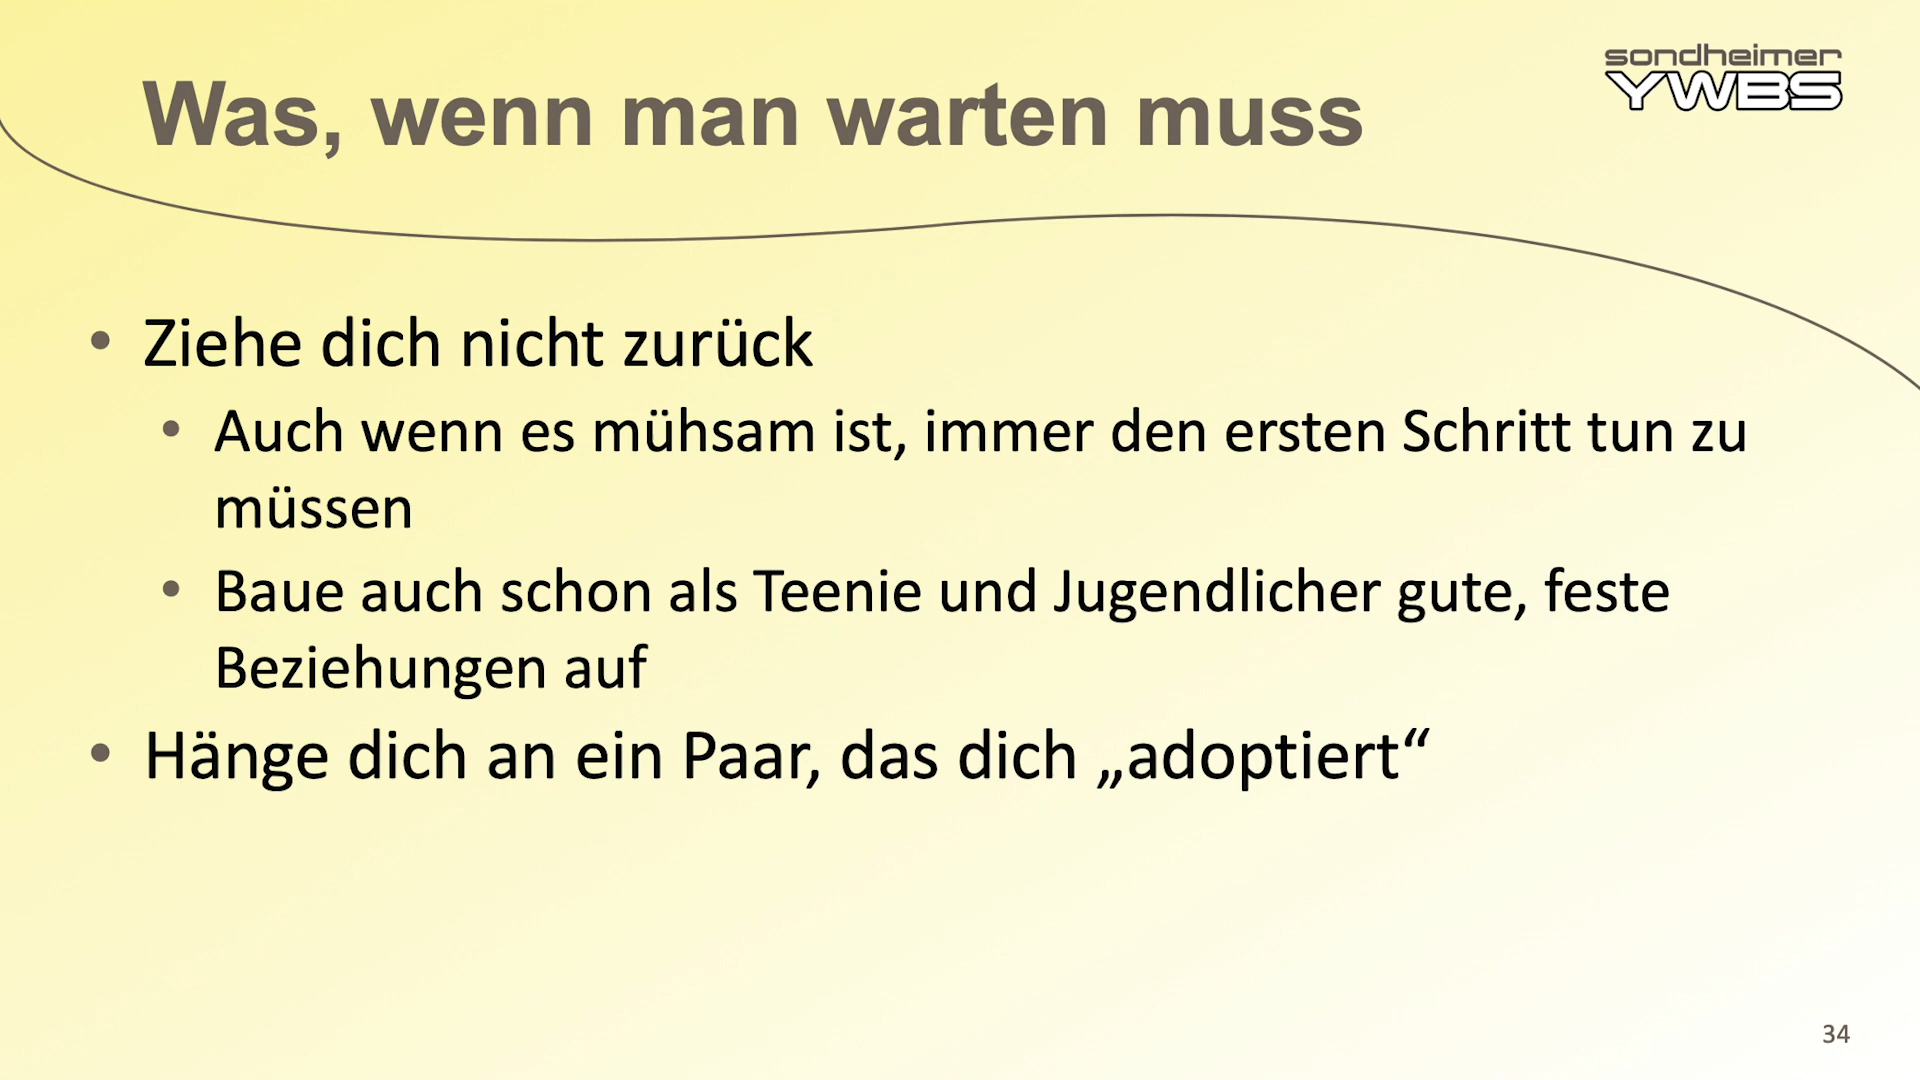 sondheimer
YWBS
Was, wenn man warten muss
• Ziehe dich nicht zurück
• Auch wenn es mühsam ist, immer den ersten Schritt tun zu
müssen
• Baue auch schon als Teenie und Jugendlicher gute, feste
Beziehungen auf
• Hänge dich an ein Paar, das dich „adoptiert“
34